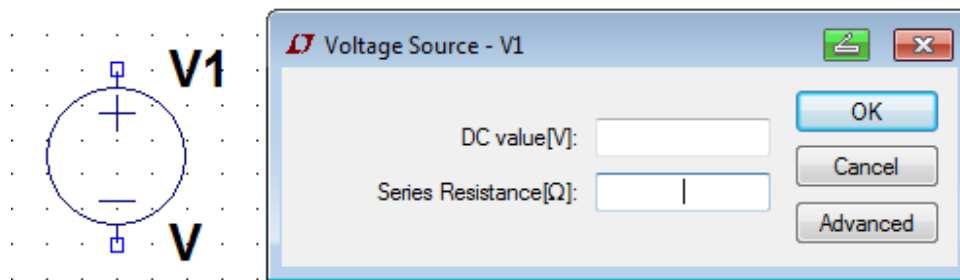 V1
V
Voltage Source - V1
DC value[V]:
Series Resistance[Ω]:
OK
Cancel
Advanced